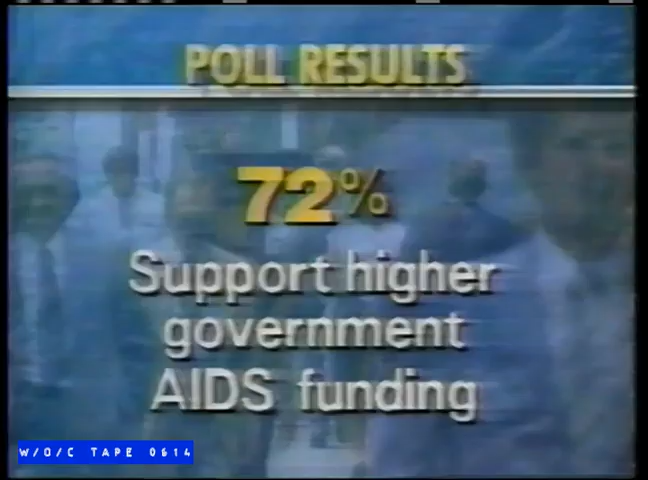 POLL RESULTS
72%
Support higher
government
AIDS funding
W/O/C TAPE 0614